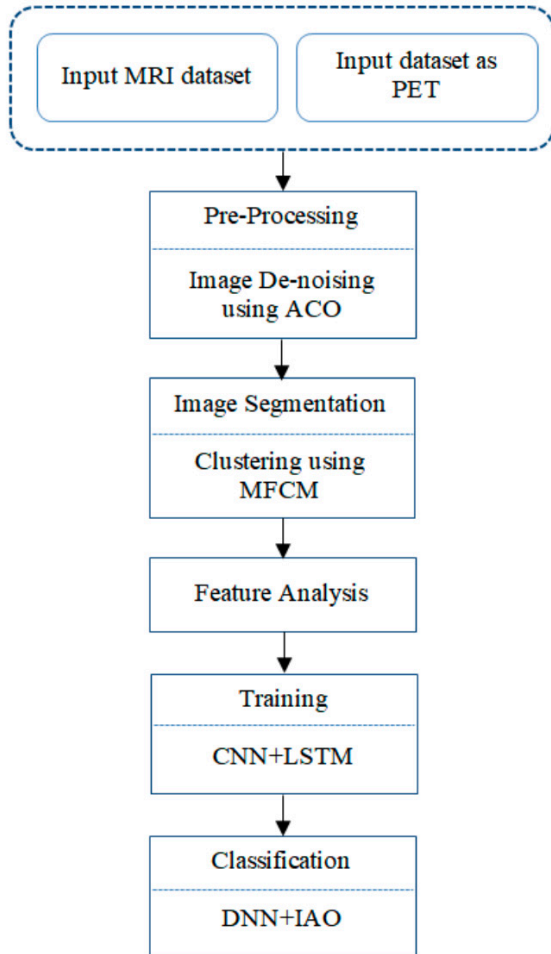 Input MRI dataset
Input dataset as
PET
Pre-Processing
Image De-noising
using ACO
Image Segmentation
Clustering using
MFCM
Feature Analysis
Training
CNN+LSTM
Classification
DNN+IAO